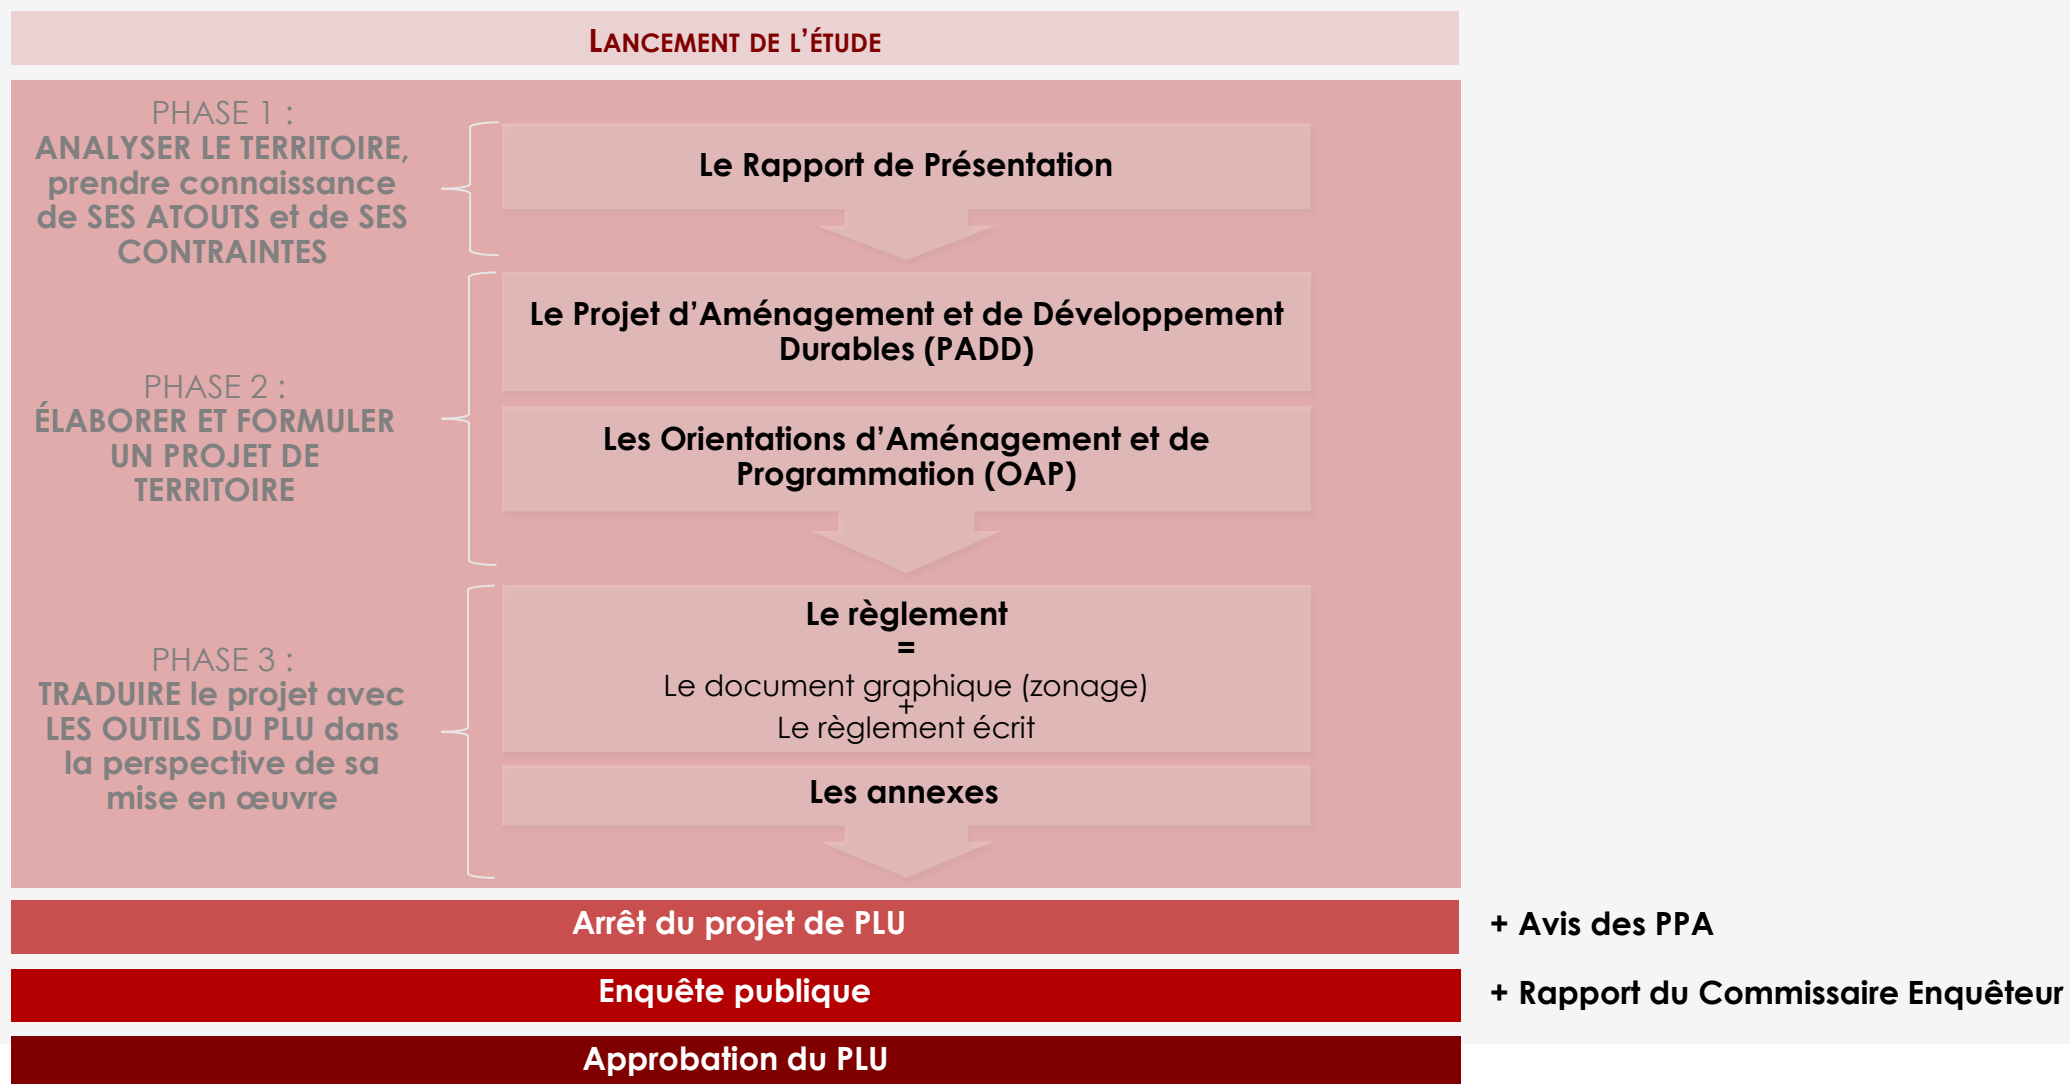 LANCEMENT DE L’ÉTUDE
PHASE 1 :
ANALYSER LE TERRITOIRE,
prendre connaissance
de SES ATOUTS et de SES
CONTRAINTES
Le Rapport de Présentation
PHASE 2 :
ÉLABORER ET FORMULER
UN PROJET DE
TERRITOIRE
Le Projet d’Aménagement et de Développement
Durables (PADD)
Les Orientations d’Aménagement et de
Programmation (OAP)
PHASE 3 :
TRADUIRE le projet avec
LES OUTILS DU PLU dans
la perspective de sa
mise en œuvre
Le règlement
=
Le document graphique (zonage)
+
Le règlement écrit
Les annexes
Arrêt du projet de PLU
+ Avis des PPA
Enquête publique
+ Rapport du Commissaire Enquêteur
Approbation du PLU